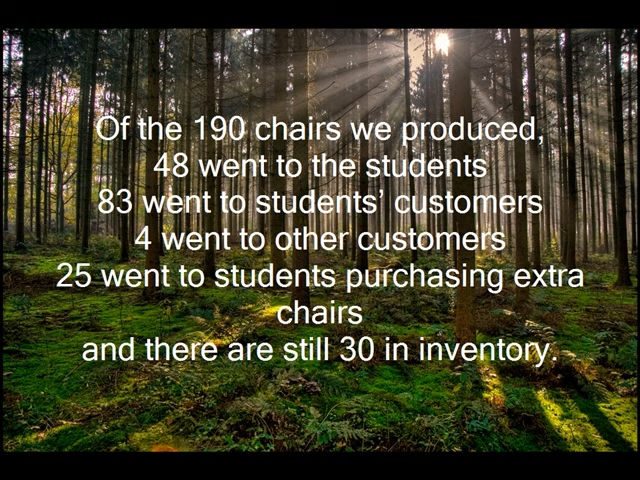 Of the 190 chairs we produced,
48 went to the students
83 went to students’ customers
4 went to other customers
25 went to students purchasing extra
chairs
and there are still 30 in inventory.